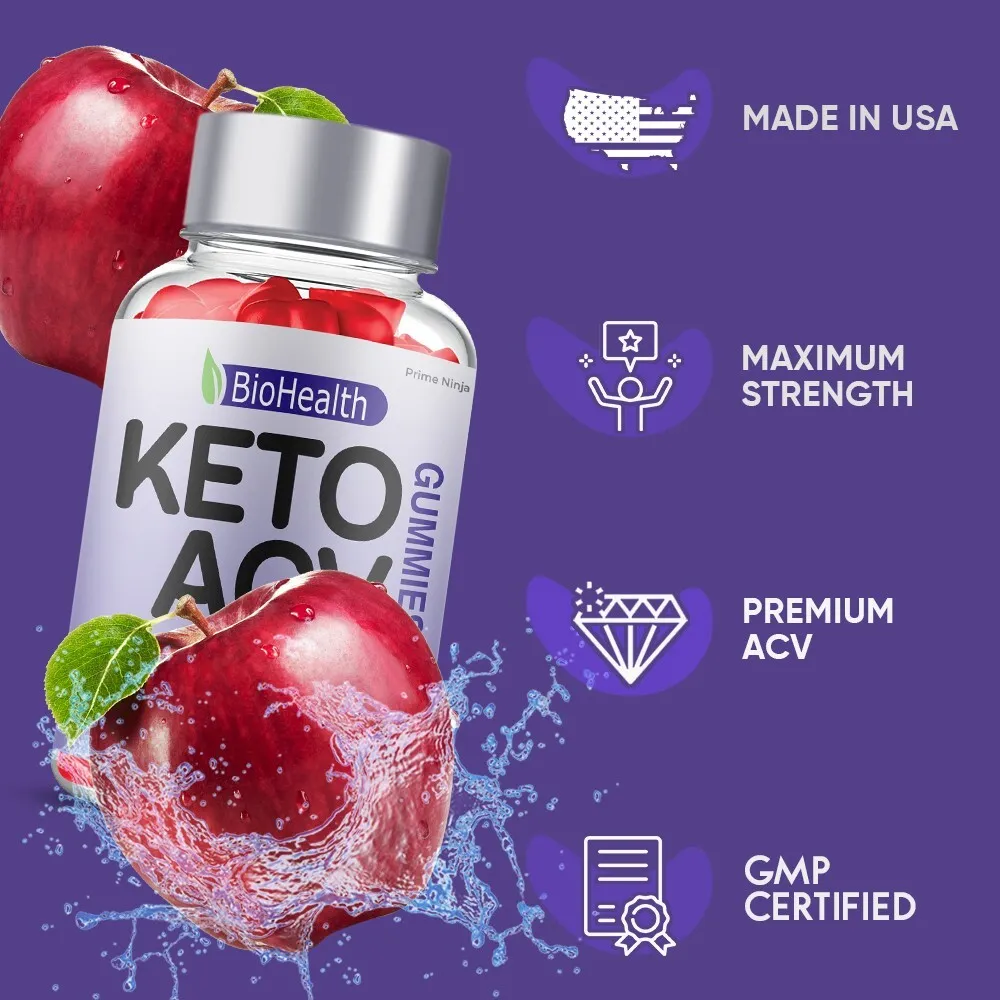 BioHealth
Prime Ninja
KETO
ACV
GUMMIES
MADE IN USA
MAXIMUM
STRENGTH
PREMIUM
ACV
GMP
CERTIFIED